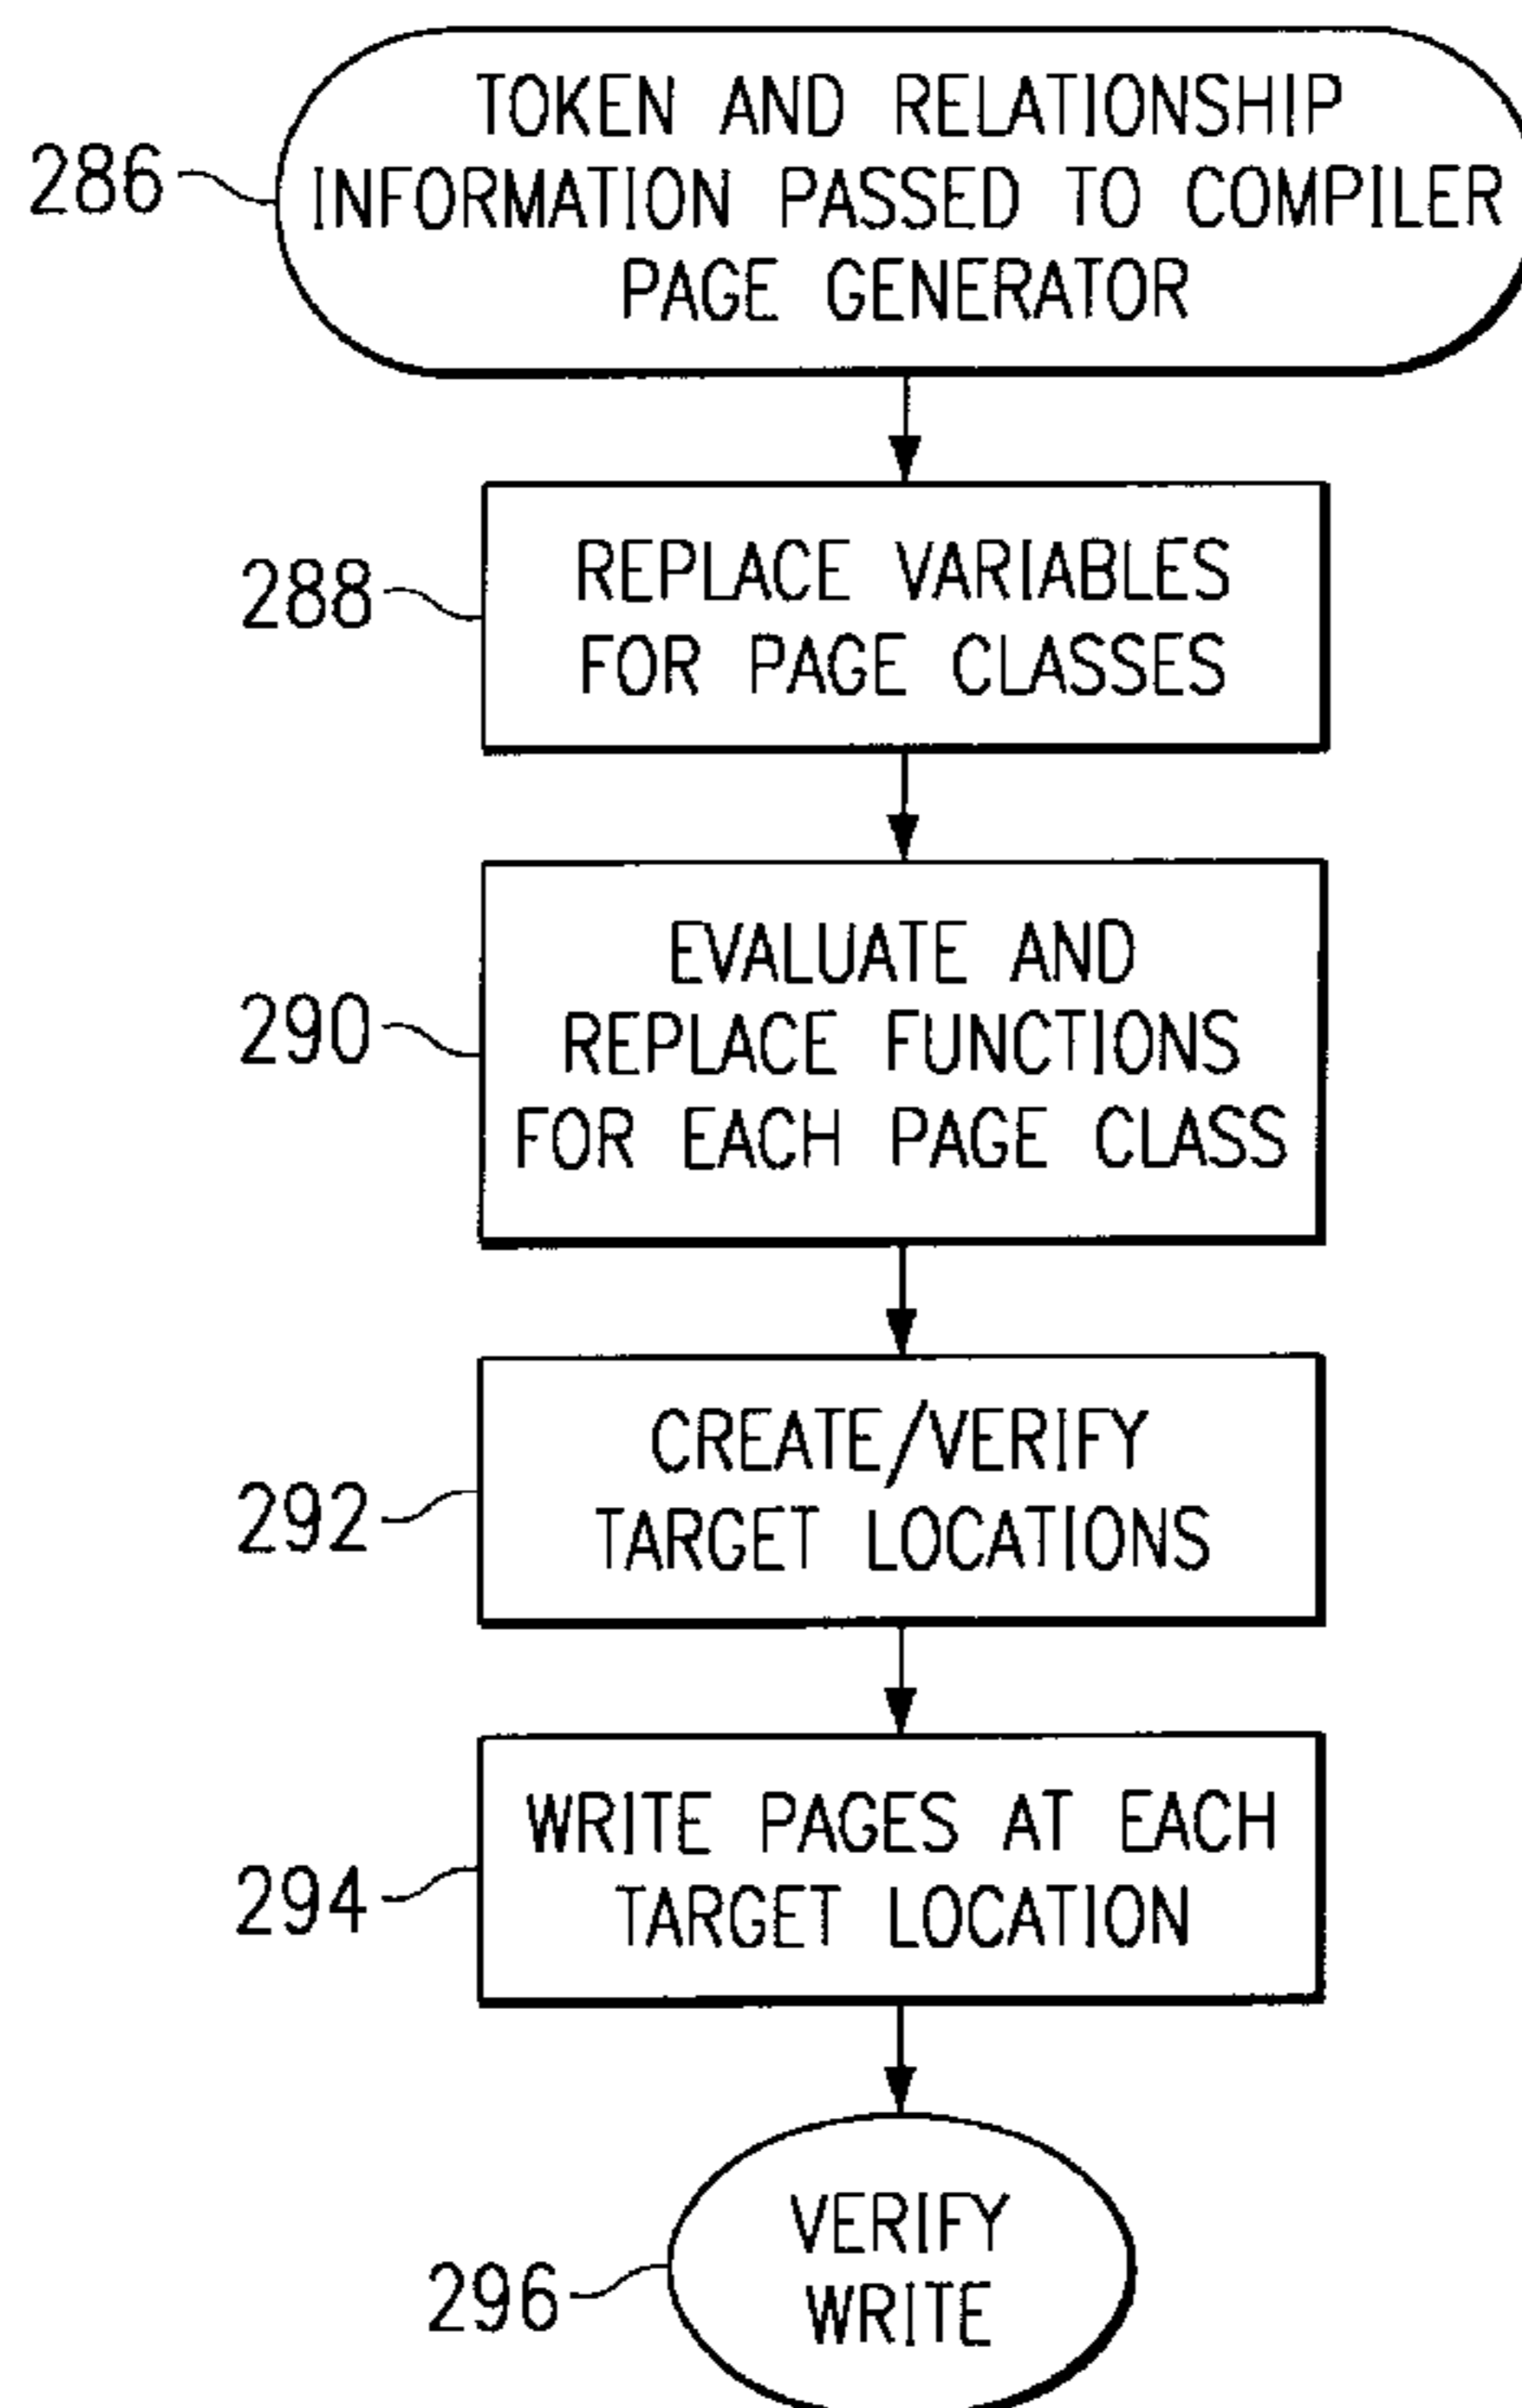 TOKEN AND RELATIONSHIP
286 INFORMATION PASSED TO COMPILER
PAGE GENERATOR
288
REPLACE VARIABLES
FOR PAGE CLASSES
290
EVALUATE AND
REPLACE FUNCTIONS
FOR EACH PAGE CLASS
292
CREATE/VERIFY
TARGET LOCATIONS
294
WRITE PAGES AT EACH
TARGET LOCATION
296
VERIFY
WRITE